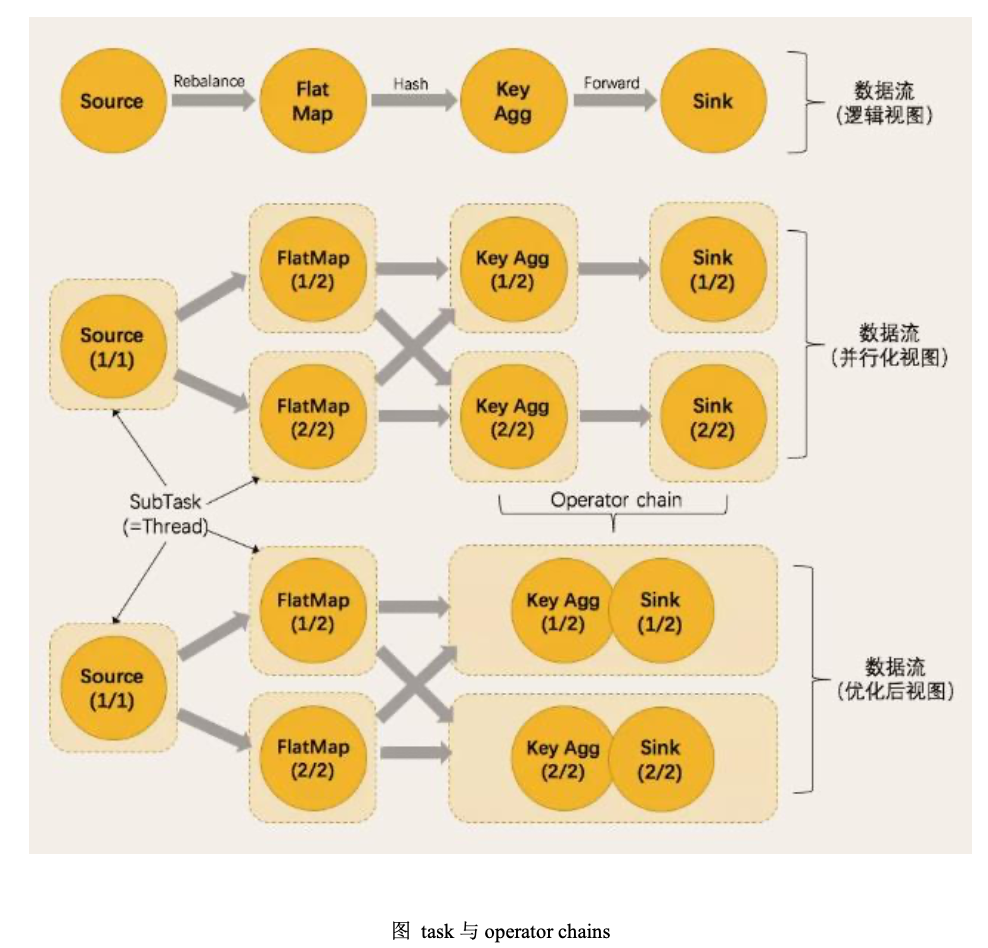 Source
Rebalance
Flat
Map
Hash
Key
Agg
Forward
Sink
数据流
(逻辑视图)
Source
(1/1)
FlatMap
(1/2)
Key Agg
(1/2)
Sink
(1/2)
FlatMap
(2/2)
Key Agg
(2/2)
Sink
(2/2)
数据流
(并行化视图)
SubTask
(=Thread)
Operator chain
Source
(1/1)
FlatMap
(1/2)
Key Agg
(1/2)
Sink
(1/2)
FlatMap
(2/2)
Key Agg
(2/2)
Sink
(2/2)
数据流
(优化后视图)
图 task 与 operator chains